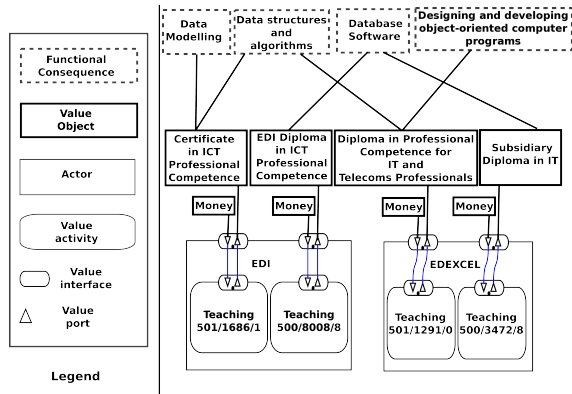 Functional
Consequence
Value
Object
Actor
Value
activity
Value
interface
Value
port
Legend
Data
Modelling
Data structures
and
algorithms
Database
Software
Designing and developing
object-oriented computer
programs
Certificate
in ICT
Professional
Competence
EDI Diploma
in ICT
Professional
Competence
Diploma in Professional
Competence for
IT and
Telecoms Professionals
Subsidiary
Diploma in IT
Money
Money
Money
Money
EDI
EDEXCEL
Teaching
501/1686/1
Teaching
500/8008/8
Teaching
501/1291/0
Teaching
500/3472/8